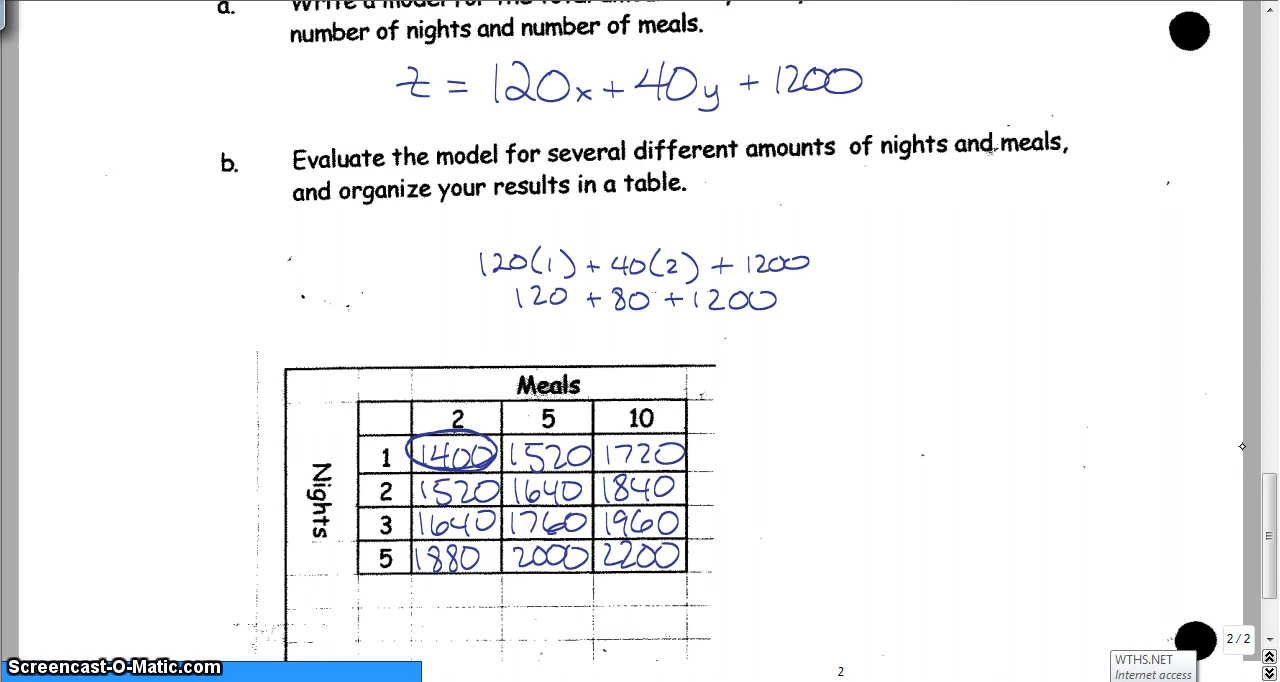 a.
number of nights and number of meals.
z = 120x + 40y + 1200
b. Evaluate the model for several different amounts of nights and meals,
and organize your results in a table.
120(1) + 40(2) + 1200
120 + 80 + 1200
Meals
2 5 10
Nights
1 1400 1520 1720
2 1520 1640 1840
3 1640 1760 1960
5 1880 2000 2200
2
2 / 2
WTHS.NET
Internet access
Screencast-O-Matic.com